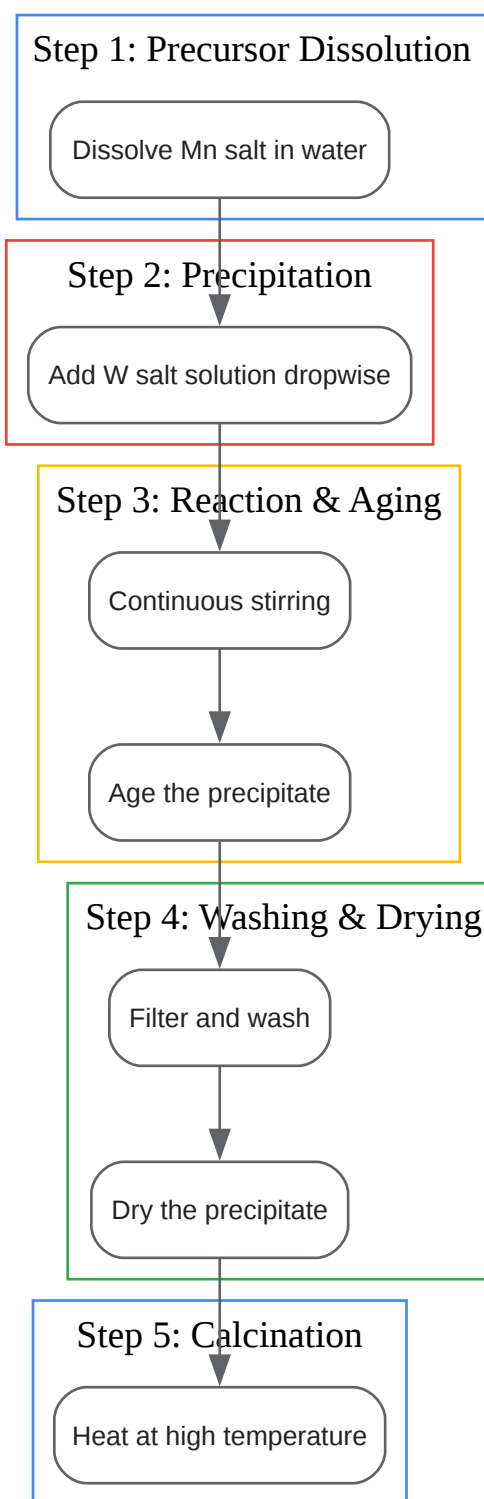 Step 1: Precursor Dissolution
Dissolve Mn salt in water
Step 2: Precipitation
Add W salt solution dropwise
Step 3: Reaction & Aging
Continuous stirring
Age the precipitate
Step 4: Washing & Drying
Filter and wash
Dry the precipitate
Step 5: Calcination
Heat at high temperature